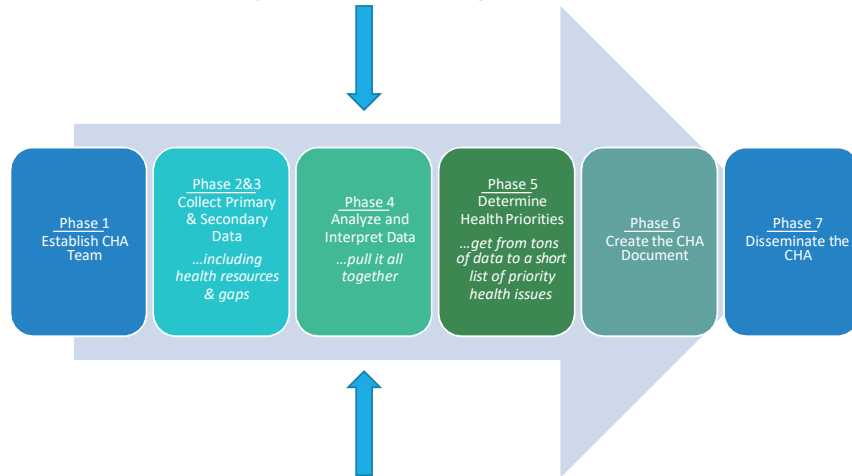 Phase 1
Establish CHA
Team
Phase 2&3
Collect Primary
& Secondary
Data
...including
health resources
& gaps
Phase 4
Analyze and
Interpret Data
...pull it all
together
Phase 5
Determine
Health Priorities
...get from tons
of data to a short
list of priority
health issues
Phase 6
Create the CHA
Document
Phase 7
Disseminate the
CHA